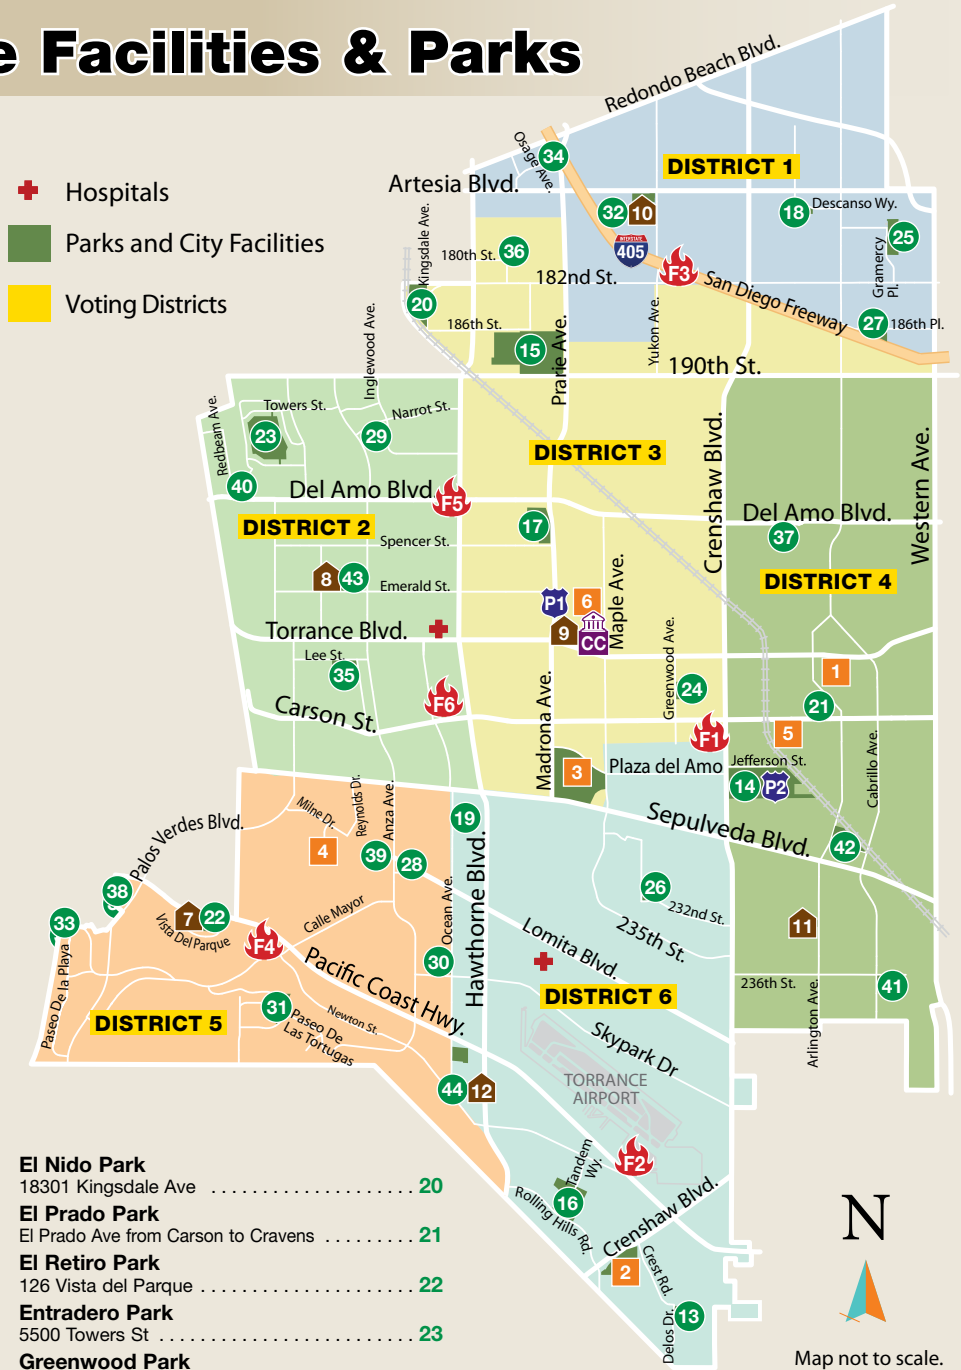 e Facilities & Parks
Hospitals
Parks and City Facilities
Voting Districts
Redondo Beach Blvd.
Osage Ave.
34
DISTRICT 1
Artesia Blvd.
32
10
18
Descanso Wy.
25
Kingsdale Ave.
180th St.
36
INTERSTATE
405
F3
Gramercy
Pl.
182nd St.
San Diego Freeway
20
186th St.
15
Prarie Ave.
Yukon Ave.
27
186th Pl.
190th St.
Inglewood Ave.
Redbeam Ave.
Towers St.
Narrot St.
23
29
DISTRICT 3
Crenshaw Blvd.
Western Ave.
40
Del Amo Blvd.
F5
DISTRICT 2
17
Del Amo Blvd.
37
Spencer St.
8
43
Emerald St.
DISTRICT 4
P1
6
Maple Ave.
9
CC
Torrance Blvd.
Lee St.
35
Greenwood Ave.
24
1
21
F6
Carson St.
Madrona Ave.
F1
5
Plaza del Amo
Jefferson St.
3
14
P2
Cabrillo Ave.
Palos Verdes Blvd.
Milne Dr.
Reynolds Dr.
Anza Ave.
19
Hawthorne Blvd.
Sepulveda Blvd.
42
4
39
28
26
232nd St.
38
33
7
22
Vista Del Parque
F4
Calle Mayor
Ocean Ave.
Lomita Blvd.
235th St.
11
30
Pacific Coast Hwy.
DISTRICT 6
236th St.
41
Arlington Ave.
Paseo De la Playa
DISTRICT 5
31
Paseo De
Las Tortugas
Newton St.
Skypark Dr
TORRANCE
AIRPORT
44
12
F2
Tandem
Wy.
16
Rolling Hills Rd.
Crenshaw Blvd.
2
Crest Rd.
13
Delos Dr.
El Nido Park
18301 Kingsdale Ave .................... 20
El Prado Park
El Prado Ave from Carson to Cravens ......... 21
El Retiro Park
126 Vista del Parque ..................... 22
Entradero Park
5500 Towers St ......................... 23
Greenwood Park
N
Map not to scale.